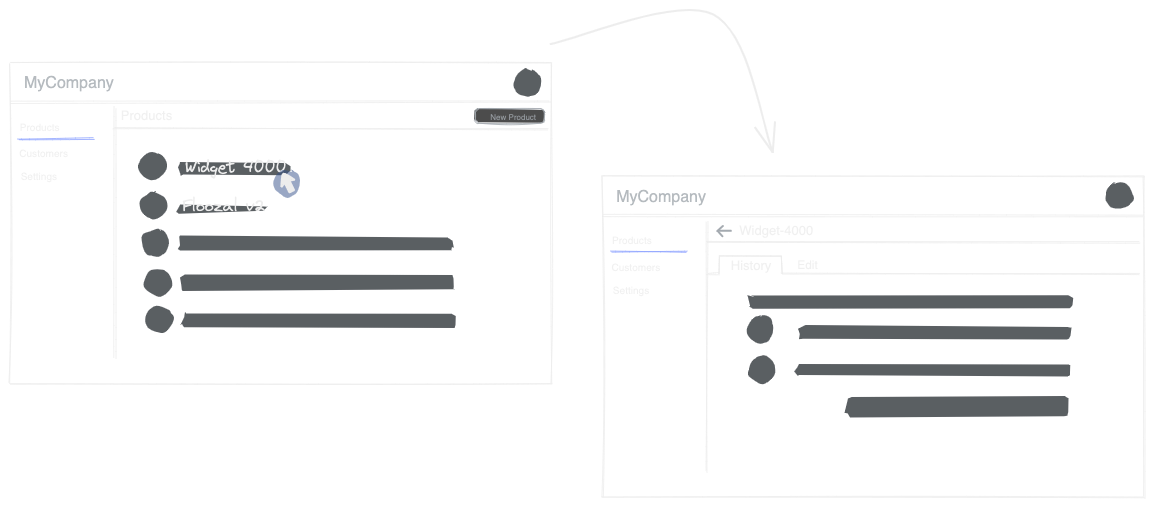 MyCompany
Products
New Product
Products
Customers
Settings
Widget 4000
Floozal v2
MyCompany
Products
Widget-4000
Customers
History
Edit
Settings